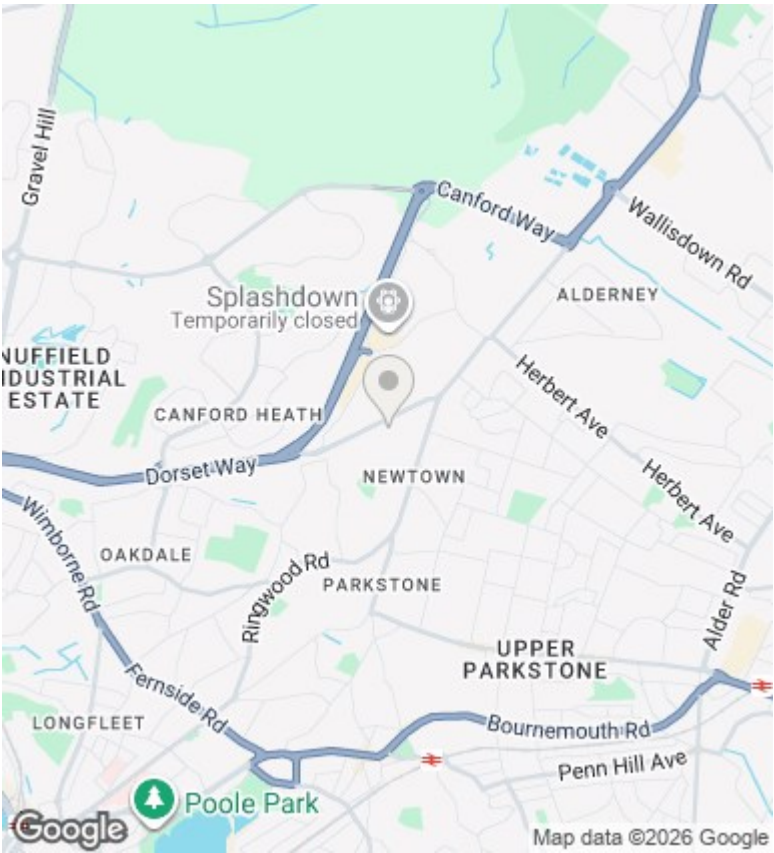 Gravel Hill
Canford Way
Wallisdown Rd
Splashdown
Temporarily closed
ALDERNEY
NUFFIELD
INDUSTRIAL
ESTATE
Herbert Ave
CANFORD HEATH
Dorset Way
NEWTOWN
Herbert Ave
Wimborne Rd
OAKDALE
Ringwood Rd
PARKSTONE
Alder Rd
UPPER
PARKSTONE
Fernside Rd
LONGFLEET
Bournemouth Rd
Penn Hill Ave
Poole Park
Google
Map data ©2026 Google